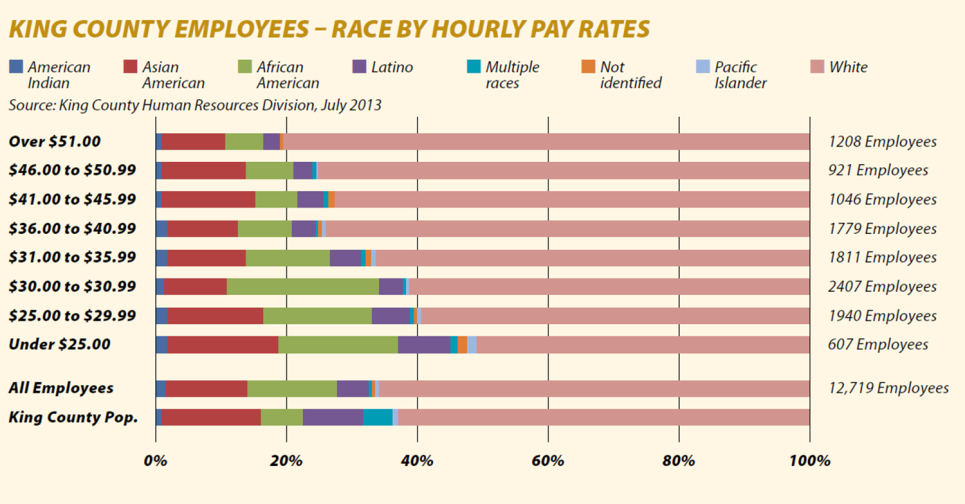 KING COUNTY EMPLOYEES – RACE BY HOURLY PAY RATES
American Indian
Asian American
African American
Latino
Multiple races
Not identified
Pacific Islander
White
Source: King County Human Resources Division, July 2013
Over $51.00 1208 Employees
$46.00 to $50.99 921 Employees
$41.00 to $45.99 1046 Employees
$36.00 to $40.99 1779 Employees
$31.00 to $35.99 1811 Employees
$30.00 to $30.99 2407 Employees
$25.00 to $29.99 1940 Employees
Under $25.00 607 Employees
All Employees 12,719 Employees
King County Pop.
0% 20% 40% 60% 80% 100%